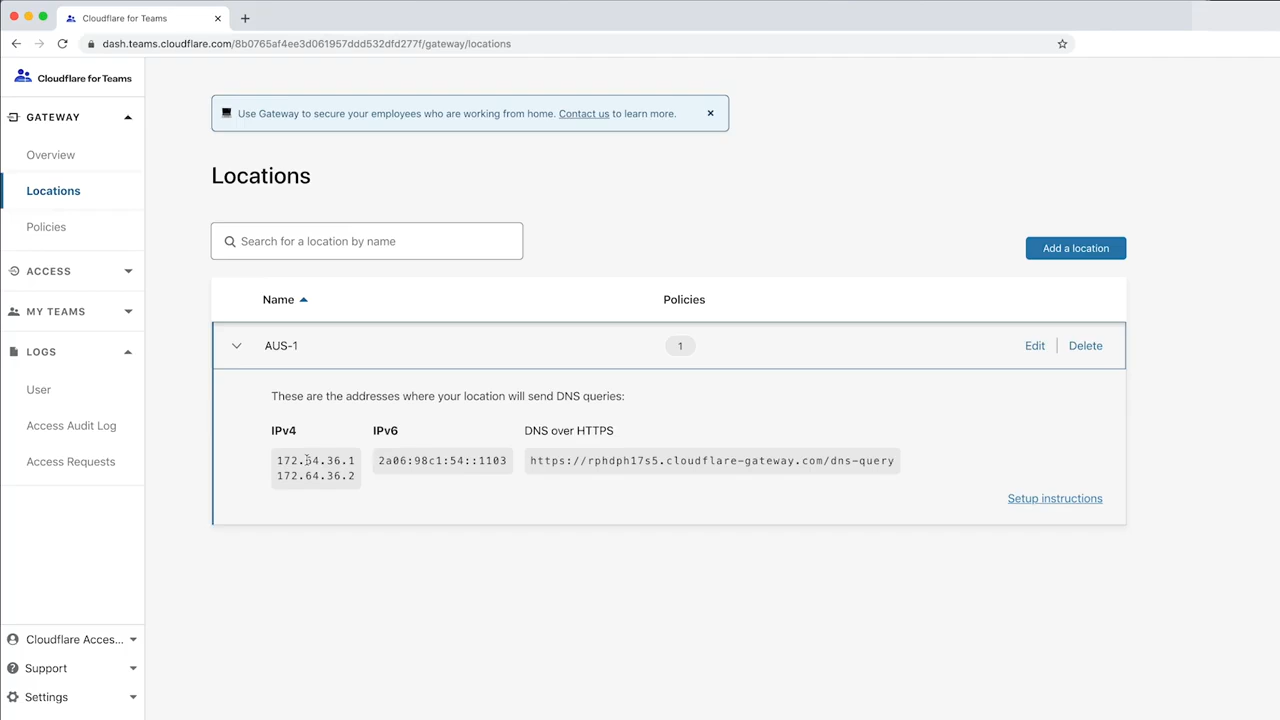 Cloudflare for Teams
dash.teams.cloudflare.com/8b0765af4ee3d061957ddd532dfd277f/gateway/locations
Cloudflare for Teams
GATEWAY
Overview
Locations
Policies
ACCESS
MY TEAMS
LOGS
User
Access Audit Log
Access Requests
Cloudflare Acces...
Support
Settings
Use Gateway to secure your employees who are working from home. Contact us to learn more.
Locations
Search for a location by name
Add a location
Name Policies
AUS-1 1 Edit Delete
These are the addresses where your location will send DNS queries:
IPv4 IPv6 DNS over HTTPS
172.64.36.1 2a06:98c1:54::1103 https://rphdph17s5.cloudflare-gateway.com/dns-query
172.64.36.2
Setup instructions